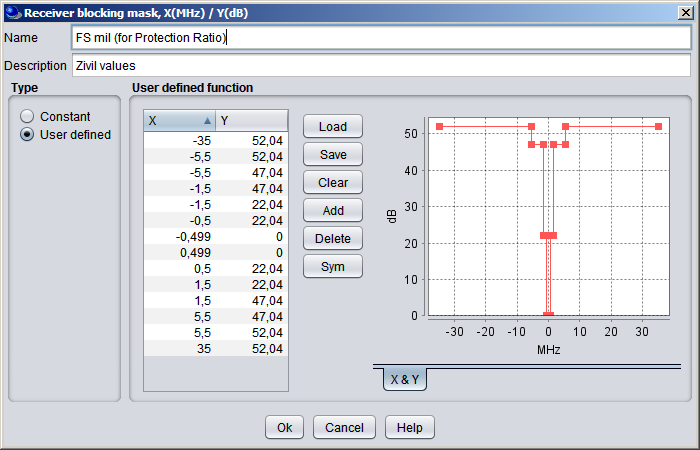 Receiver blocking mask, X(MHz) / Y(dB)
Name FS mil (for Protection Ratio)
Description Zivil values
Type
Constant
User defined
User defined function
X Y
-35 52,04
-5,5 52,04
-5,5 47,04
-1,5 47,04
-1,5 22,04
-0,5 22,04
-0,499 0
0,499 0
0,5 22,04
1,5 22,04
1,5 47,04
5,5 47,04
5,5 52,04
35 52,04
Load
Save
Clear
Add
Delete
Sym
50
40
30
20
10
0
dB
-30 -20 -10 0 10 20 30
MHz
X & Y
Ok Cancel Help